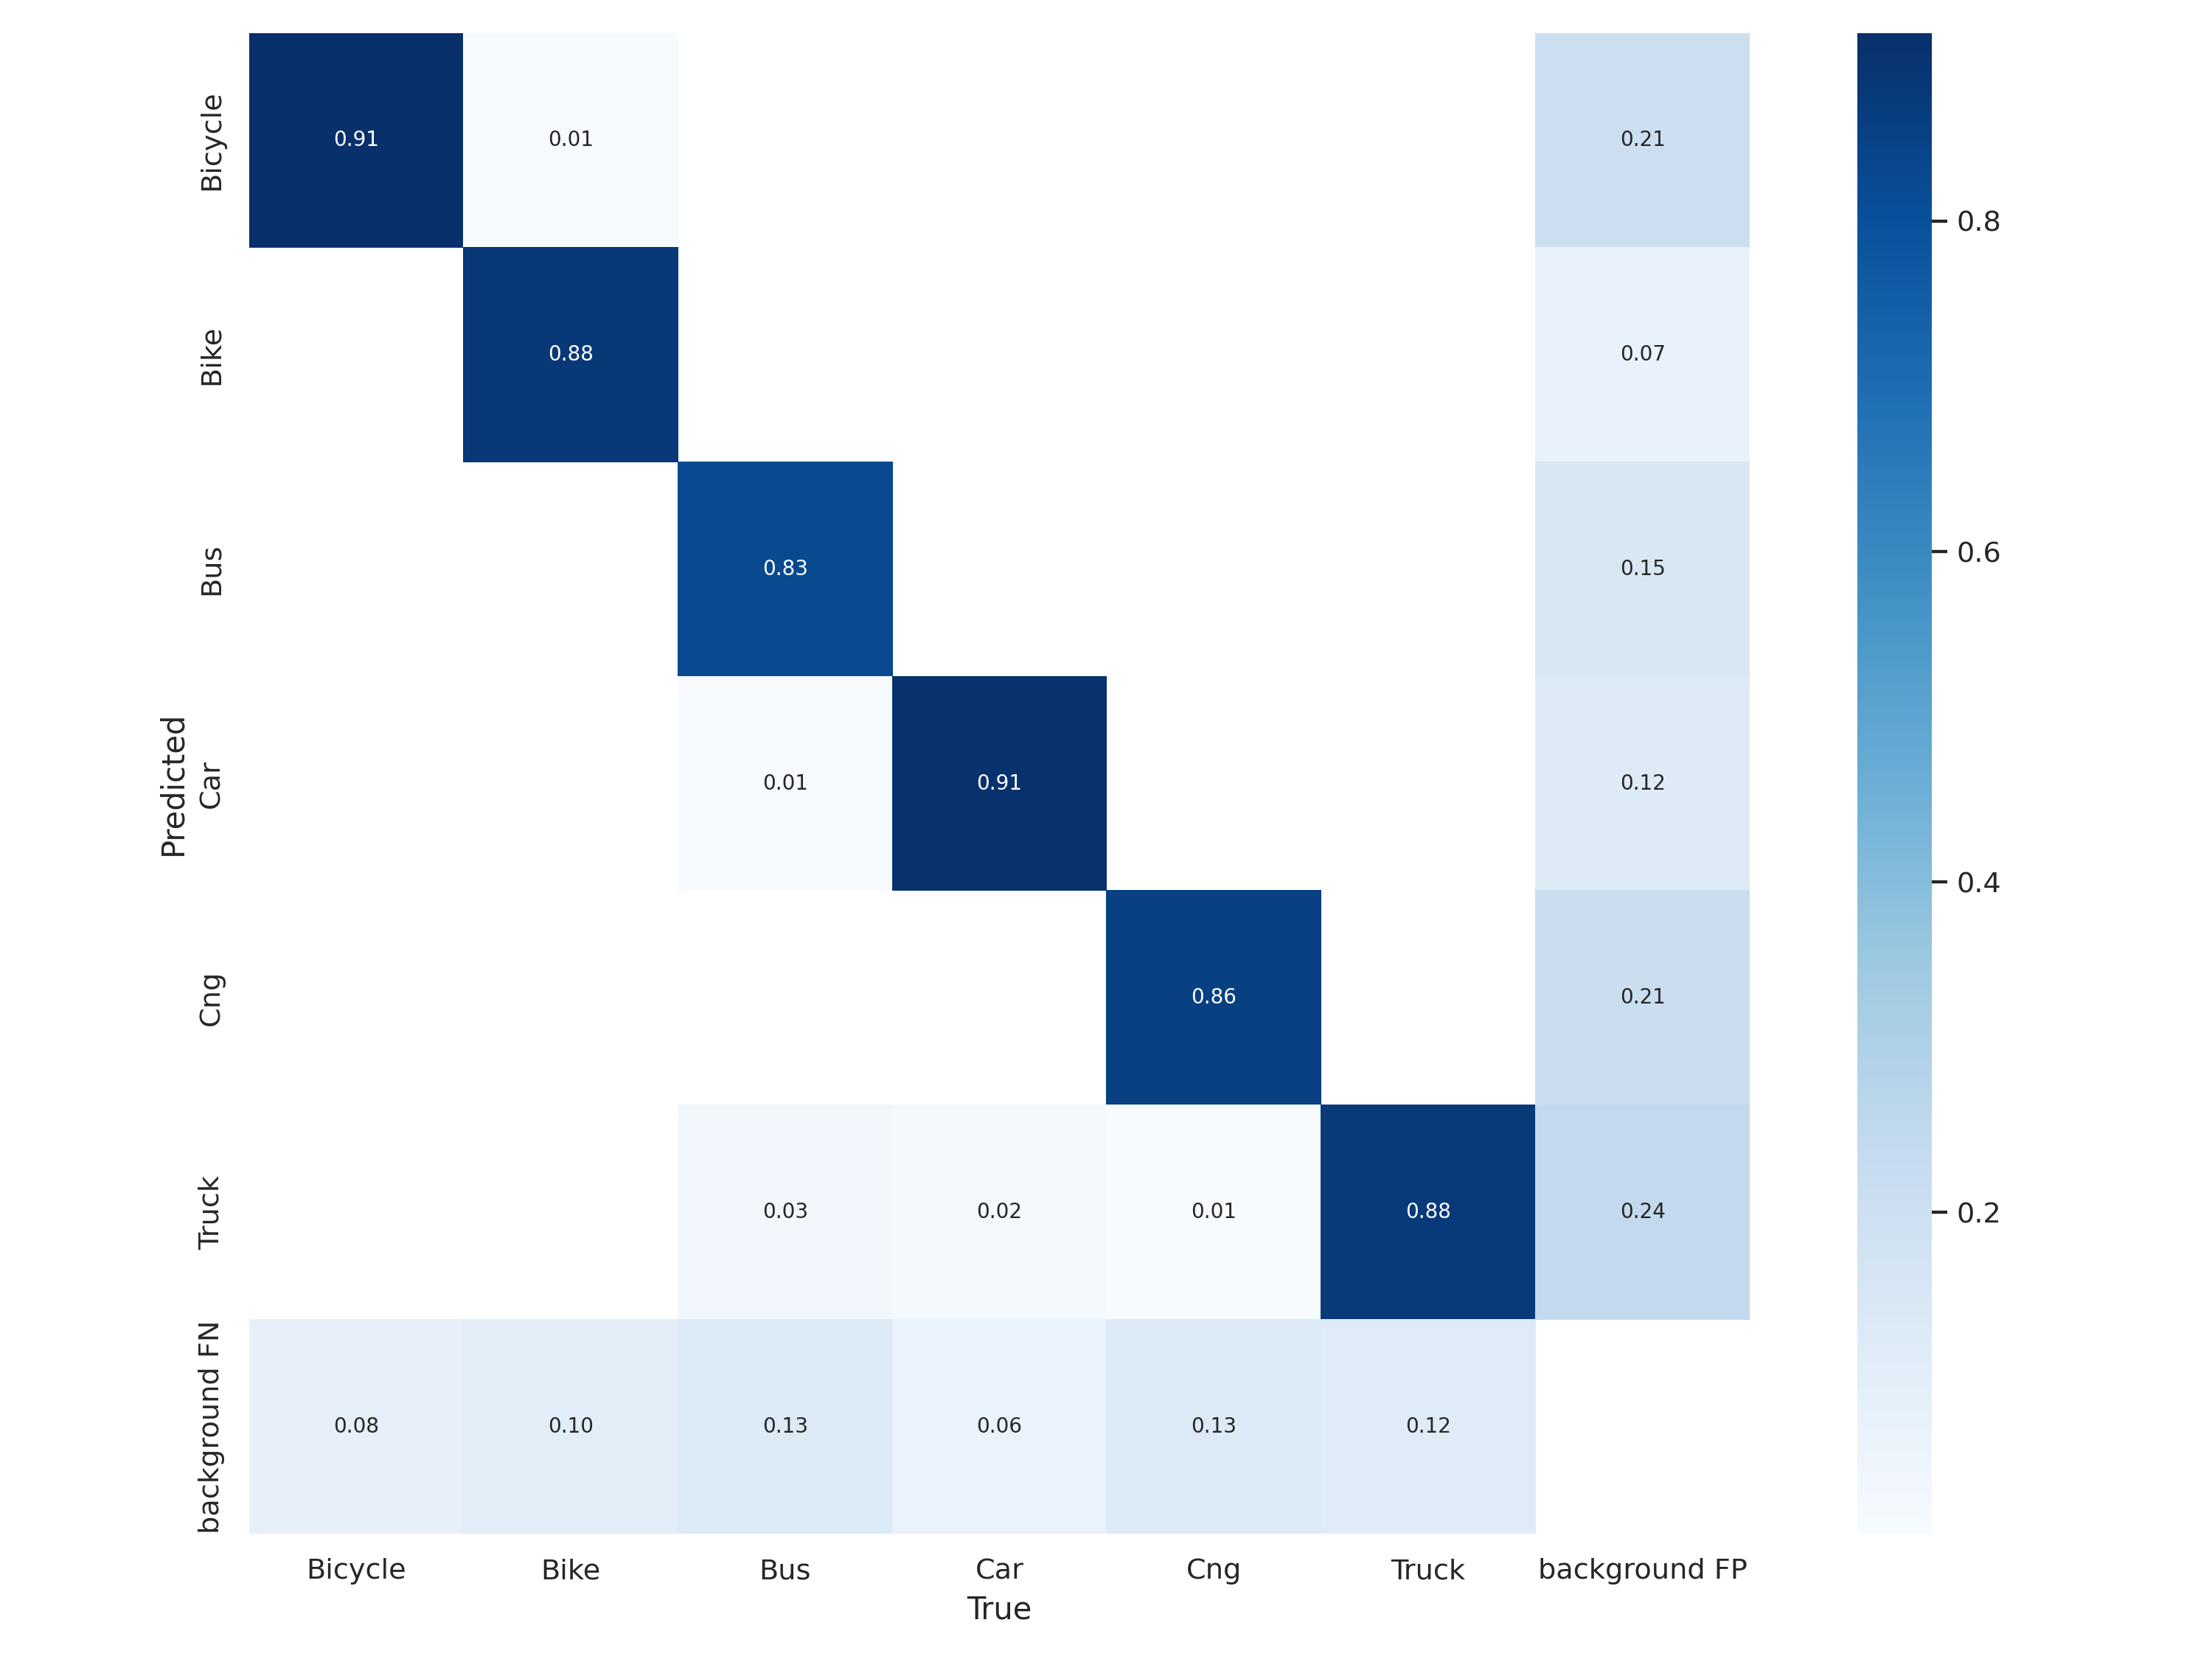 Bicycle 0.91 0.01 0.21
0.8
Bike 0.88 0.07
Bus 0.83 0.15
0.6
Predicted
Car 0.01 0.91 0.12
0.4
Cng 0.86 0.21
Truck 0.03 0.02 0.01 0.88 0.24
0.2
background FN 0.08 0.10 0.13 0.06 0.13 0.12
Bicycle Bike Bus Car Cng Truck background FP
True